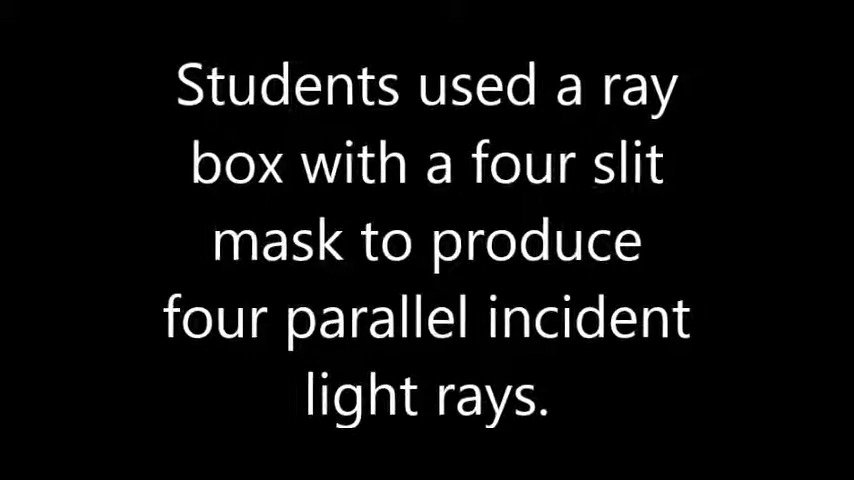 Students used a ray
box with a four slit
mask to produce
four parallel incident
light rays.